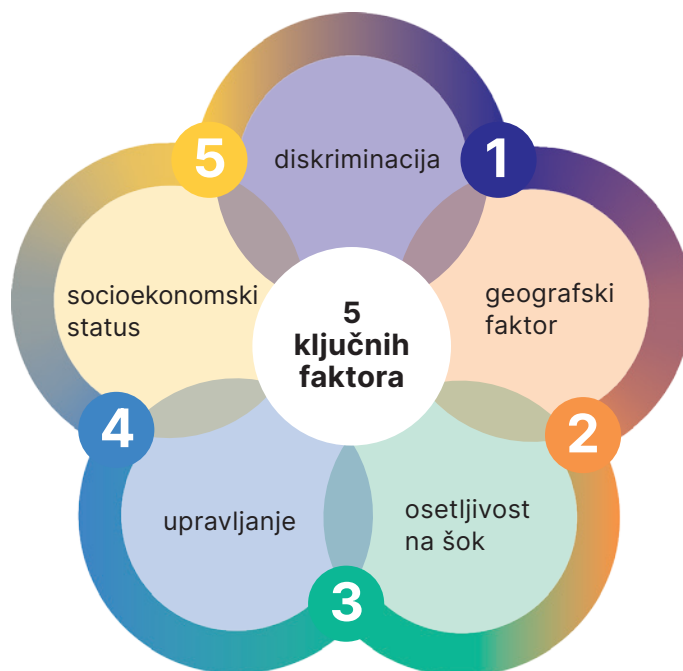 5
ključnih
faktora
1
diskriminacija
2
geografski
faktor
3
osetljivost
na šok
4
upravljanje
5
socioekonomski
status